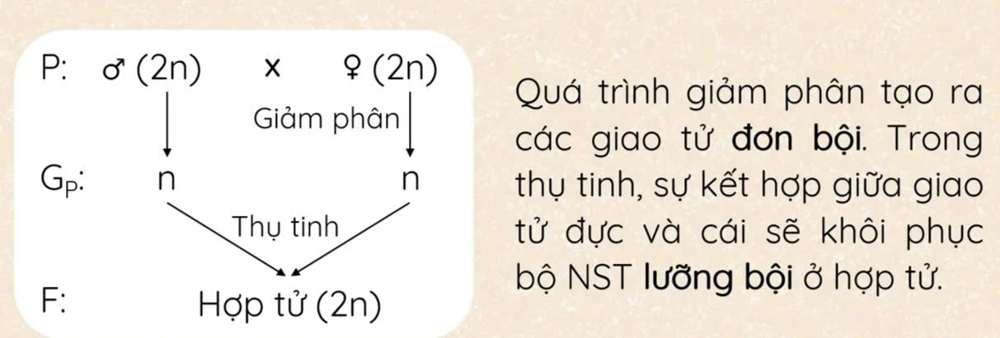 P: ♂ (2n) x ♀ (2n)
Giảm phân
Gₚ: n n
Thụ tinh
F: Hợp tử (2n)
Quá trình giảm phân tạo ra
các giao tử đơn bội. Trong
thụ tinh, sự kết hợp giữa giao
tử đực và cái sẽ khôi phục
bộ NST lưỡng bội ở hợp tử.